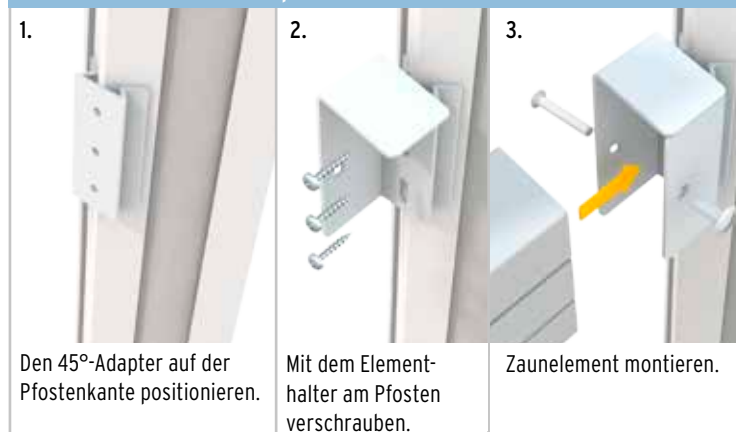 1.
Den 45°-Adapter auf der
Pfostenkante positionieren.
2.
Mit dem Element-
halter am Pfosten
verschrauben.
3.
Zaunelement montieren.